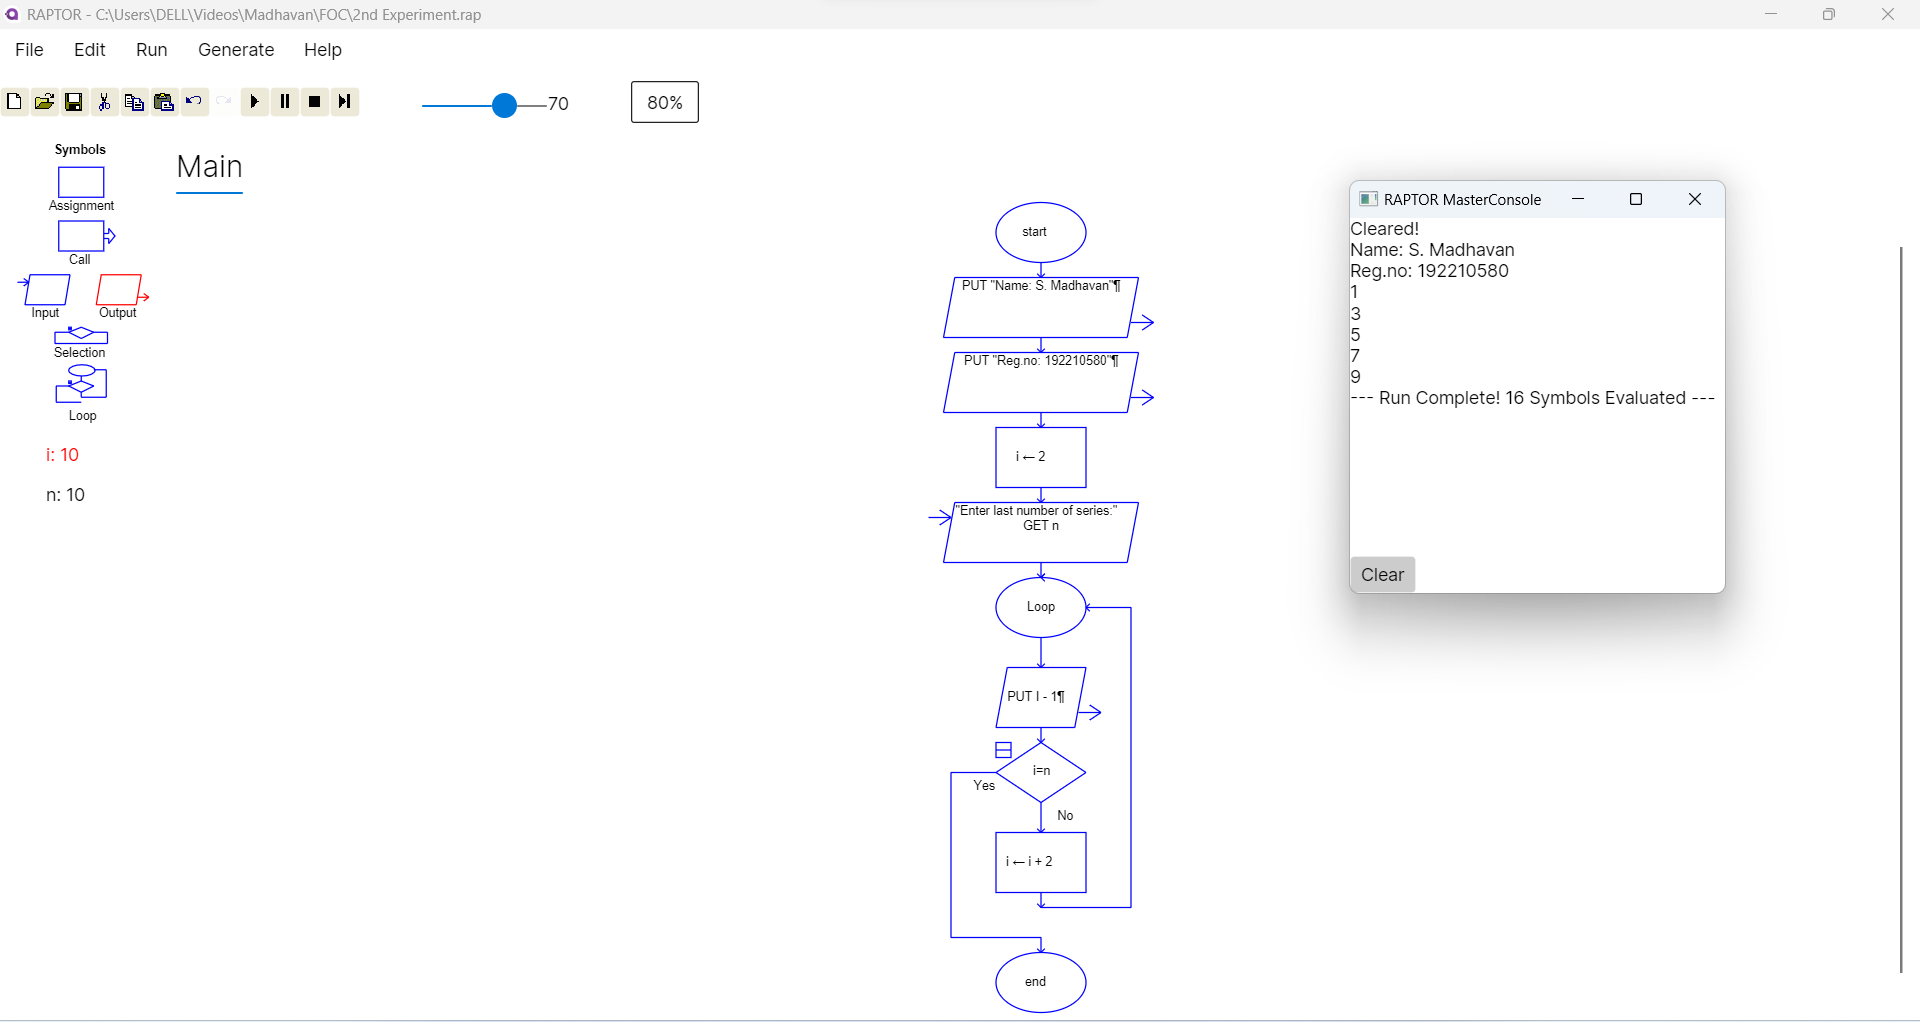 RAPTOR - C:\Users\DELL\Videos\Madhavan\FOC\2nd Experiment.rap
File Edit Run Generate Help
70
80%
Symbols
Assignment
Call
Input Output
Selection
Loop
i: 10
n: 10
Main
start
PUT "Name: S. Madhavan"¶
PUT "Reg.no: 192210580"¶
i ← 2
"Enter last number of series:"
GET n
Loop
PUT I - 1¶
i=n
Yes
No
i ← i + 2
end
RAPTOR MasterConsole
Cleared!
Name: S. Madhavan
Reg.no: 192210580
1
3
5
7
9
--- Run Complete! 16 Symbols Evaluated ---
Clear